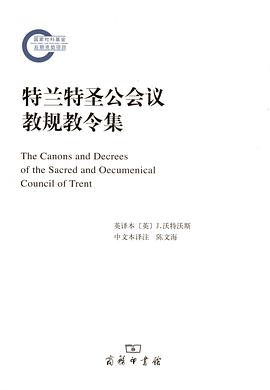 国家社科基金
后期资助项目
特兰特圣公会议
教规教令集
The Canons and Decrees
of the Sacred and Oecumenical
Council of Trent
英译本〔英〕J.沃特沃斯
中文本译注 陈文海
商务印书馆